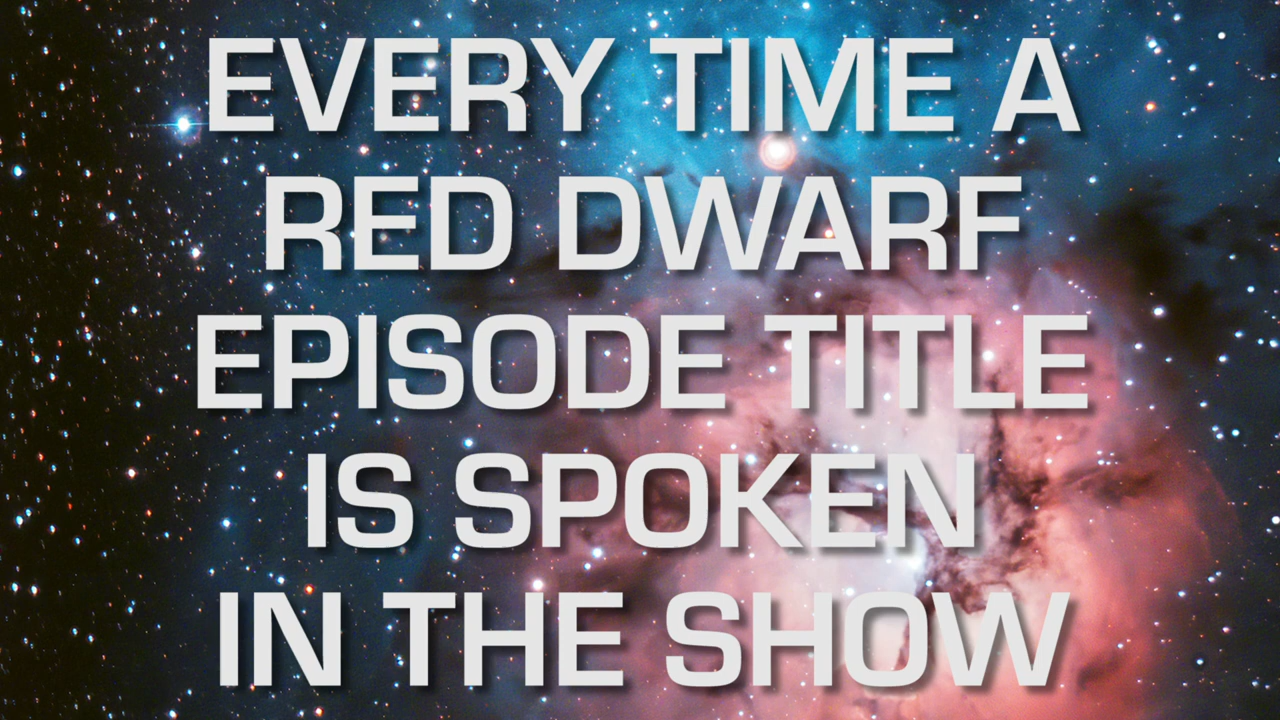 EVERY TIME A
RED DWARF
EPISODE TITLE
IS SPOKEN
IN THE SHOW